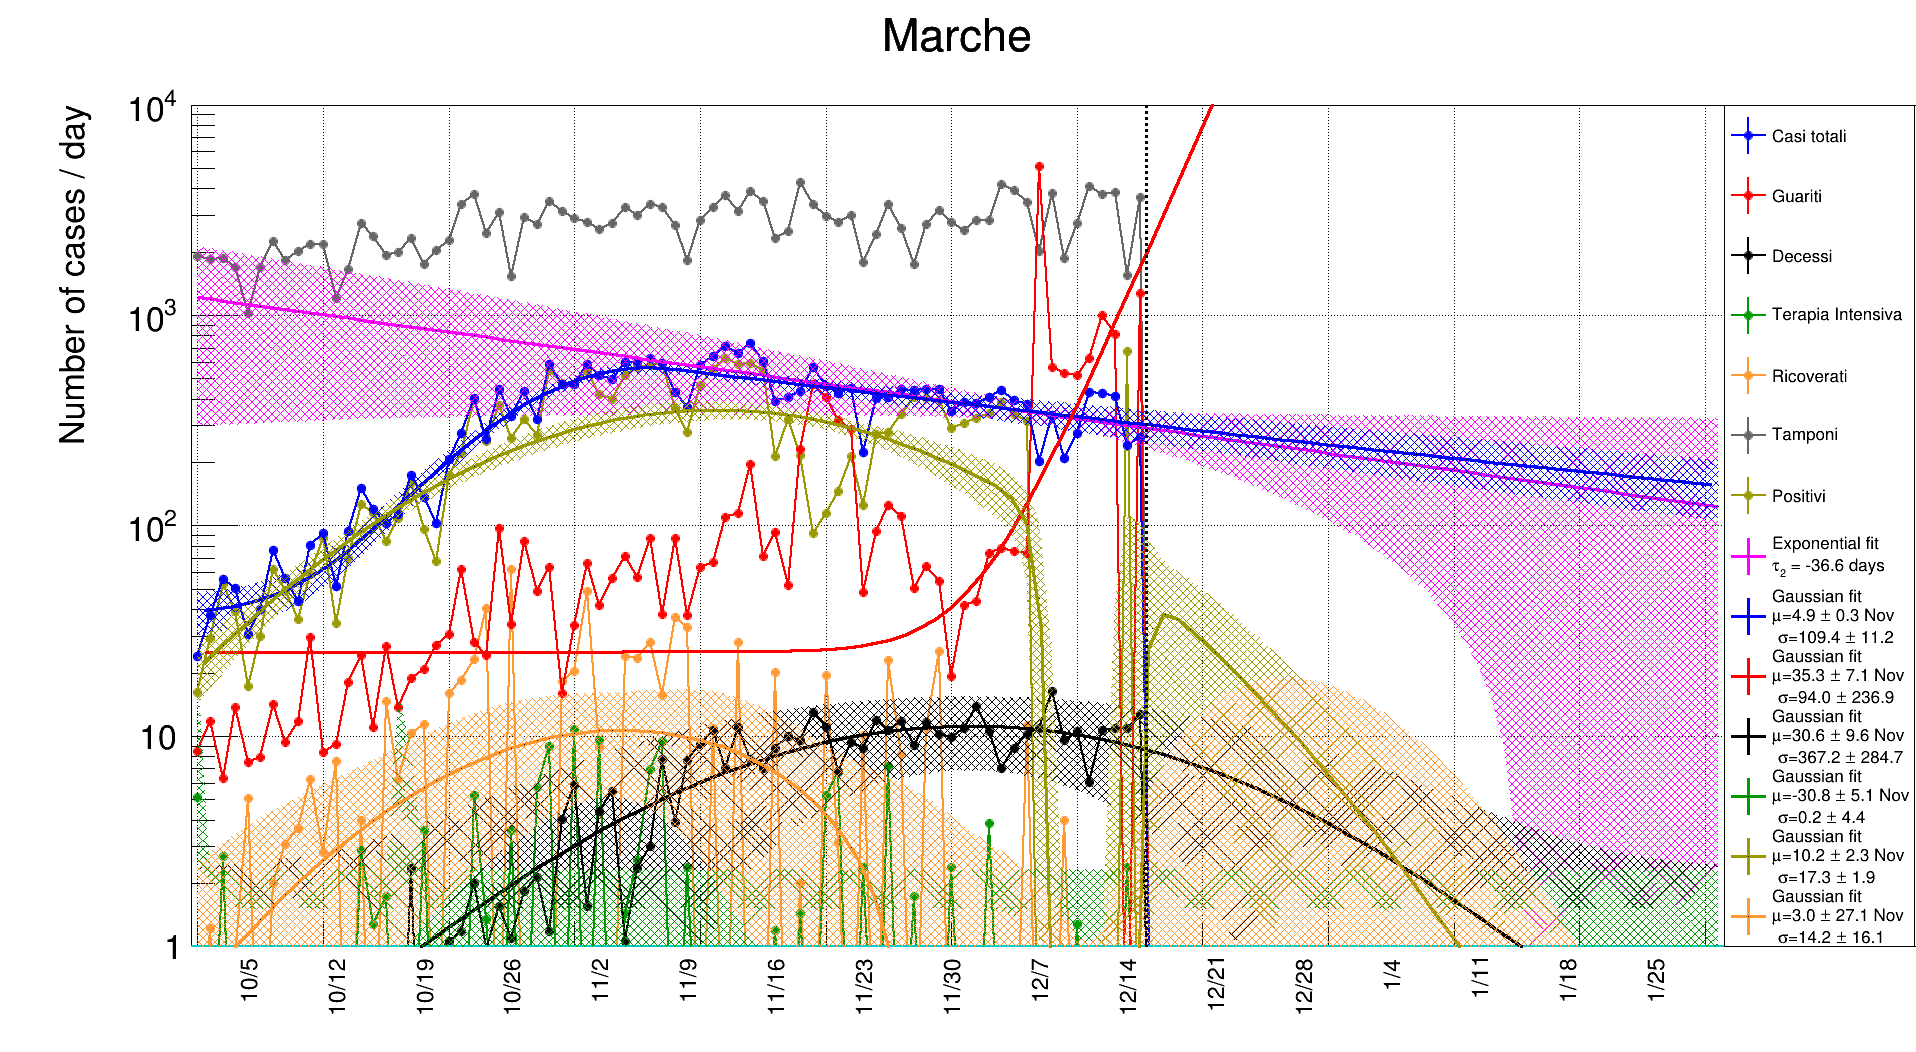 Marche
Number of cases / day
10^4
10^3
10^2
10
1
10/5 10/12 10/19 10/26 11/2 11/9 11/16 11/23 11/30 12/7 12/14 12/21 12/28 1/4 1/11 1/18 1/25
Casi totali
Guariti
Decessi
Terapia Intensiva
Ricoverati
Tamponi
Positivi
Exponential fit
τ_2 = -36.6 days
Gaussian fit
μ=4.9 ± 0.3 Nov
σ=109.4 ± 11.2
Gaussian fit
μ=35.3 ± 7.1 Nov
σ=94.0 ± 236.9
Gaussian fit
μ=30.6 ± 9.6 Nov
σ=367.2 ± 284.7
Gaussian fit
μ=-30.8 ± 5.1 Nov
σ=0.2 ± 4.4
Gaussian fit
μ=10.2 ± 2.3 Nov
σ=17.3 ± 1.9
Gaussian fit
μ=3.0 ± 27.1 Nov
σ=14.2 ± 16.1